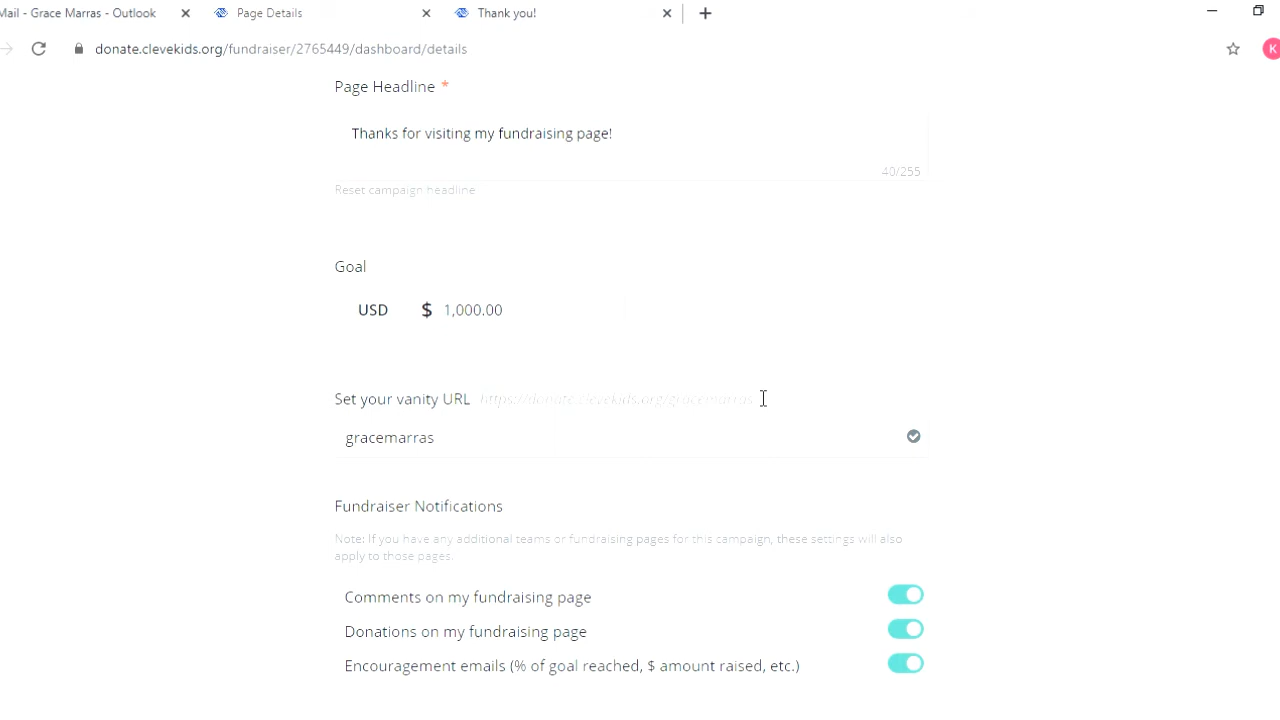 Mail - Grace Marras - Outlook
Page Details
Thank you!
donate.clevekids.org/fundraiser/2765449/dashboard/details
K
Page Headline *
Thanks for visiting my fundraising page!
40/255
Reset campaign headline
Goal
USD $ 1,000.00
Set your vanity URL https://donate.clevekids.org/gracemarras
gracemarras
Fundraiser Notifications
Note: If you have any additional teams or fundraising pages for this campaign, these settings will also
apply to those pages.
Comments on my fundraising page
Donations on my fundraising page
Encouragement emails (% of goal reached, $ amount raised, etc.)